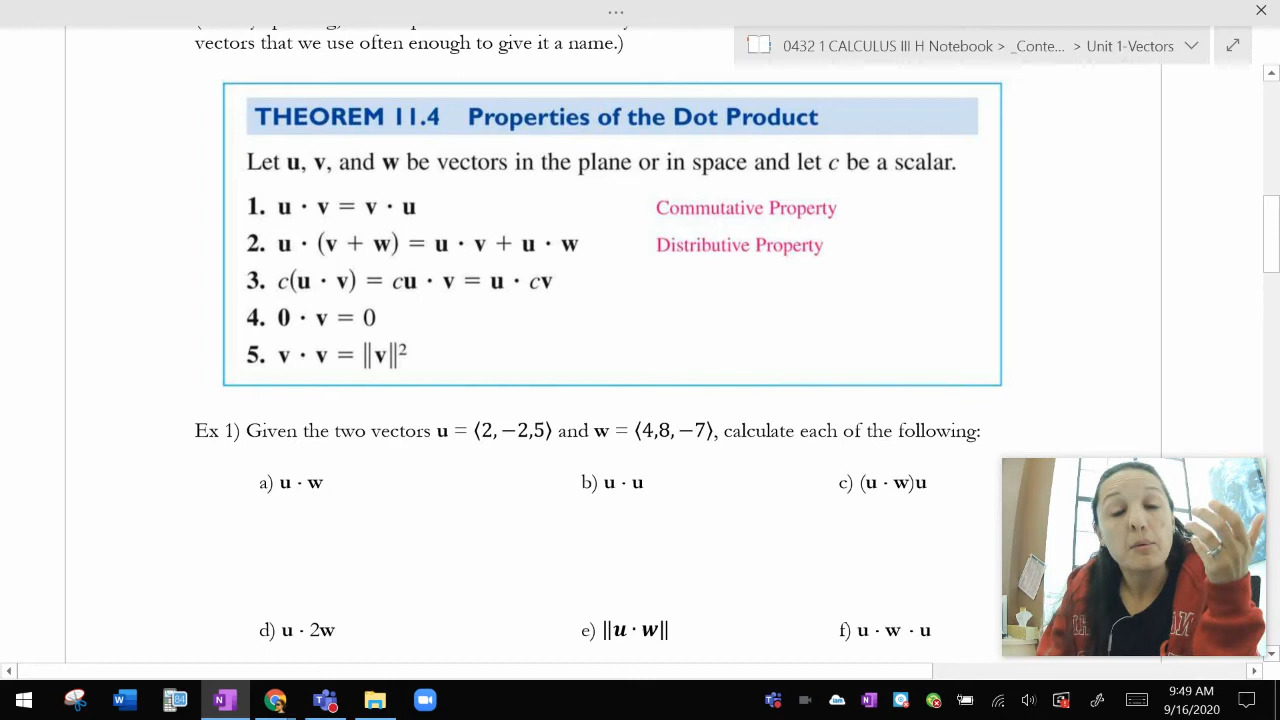 vectors that we use often enough to give it a name.)
0432 1 CALCULUS III H Notebook > _Conte... > Unit 1-Vectors
THEOREM 11.4 Properties of the Dot Product
Let u, v, and w be vectors in the plane or in space and let c be a scalar.
1. u · v = v · u Commutative Property
2. u · (v + w) = u · v + u · w Distributive Property
3. c(u · v) = cu · v = u · cv
4. 0 · v = 0
5. v · v = ||v||²
Ex 1) Given the two vectors u = ⟨2, −2,5⟩ and w = ⟨4,8, −7⟩, calculate each of the following:
a) u · w b) u · u c) (u · w)u
d) u · 2w e) ||u · w|| f) u · w · u
9:49 AM
9/16/2020